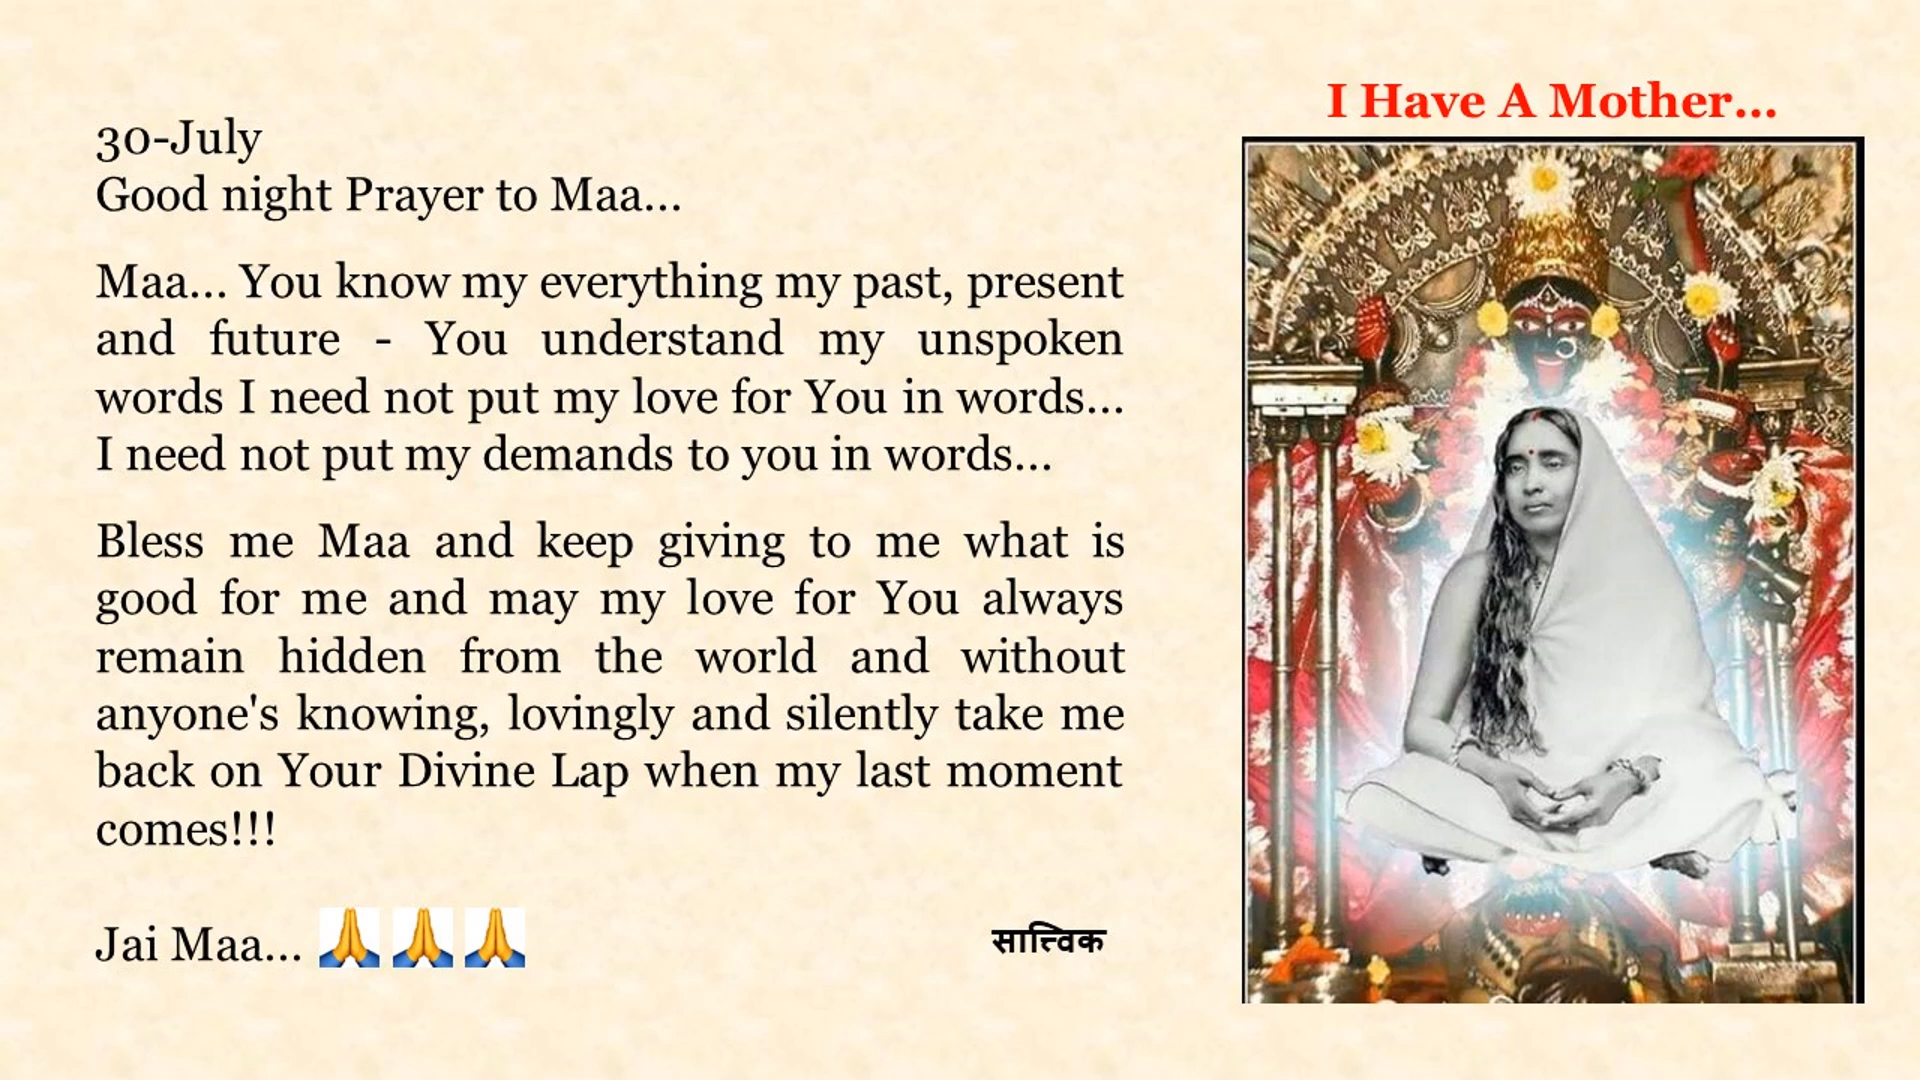 I Have A Mother...
30-July
Good night Prayer to Maa...
Maa... You know my everything my past, present
and future - You understand my unspoken
words I need not put my love for You in words...
I need not put my demands to you in words...
Bless me Maa and keep giving to me what is
good for me and may my love for You always
remain hidden from the world and without
anyone's knowing, lovingly and silently take me
back on Your Divine Lap when my last moment
comes!!!
Jai Maa... 🙏 🙏 🙏
सात्त्विक